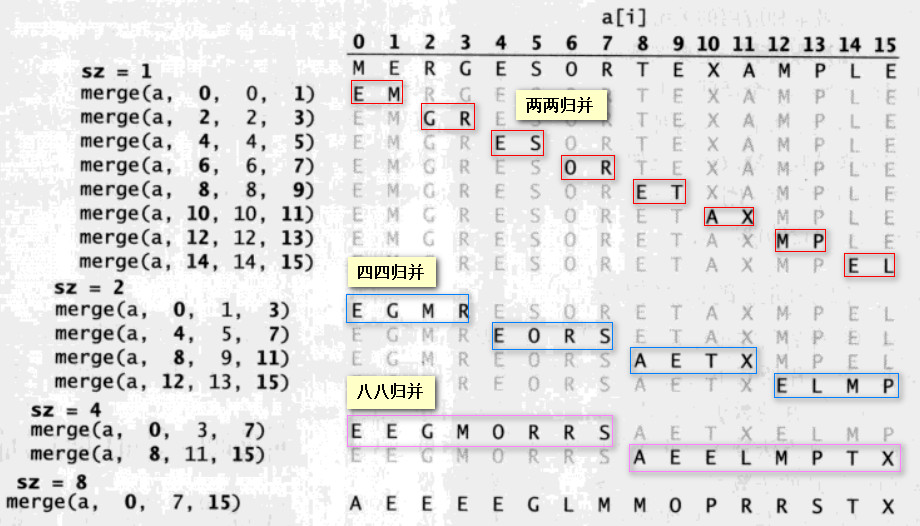 a[i]
0 1 2 3 4 5 6 7 8 9 10 11 12 13 14 15
sz = 1 M E R G E S O R T E X A M P L E
merge(a, 0, 0, 1) E M R G E T E X A M P L E
两两归并
merge(a, 2, 2, 3) E M G R E T E X A M P L E
merge(a, 4, 4, 5) E M G R E S O R T E X A M P L E
merge(a, 6, 6, 7) E M G R E S O R T E X A M P L E
merge(a, 8, 8, 9) E M G R E S O R E T X A M P L E
merge(a, 10, 10, 11) E M G R E S O R E T A X M P L E
merge(a, 12, 12, 13) E M G R E S O R E T A X M P L E
merge(a, 14, 14, 15) R E S O R E T A X M P E L
四四归并
sz = 2
merge(a, 0, 1, 3) E G M R E S O R E T A X M P E L
merge(a, 4, 5, 7) E G M R E O R S E T A X M P E L
merge(a, 8, 9, 11) E G M R E O R S A E T X M P E L
merge(a, 12, 13, 15) R E O R S A E T X E L M P
八八归并
sz = 4
merge(a, 0, 3, 7) E E G M O R R S A E T X E L M P
merge(a, 8, 11, 15) E E G M O R R S A E E L M P T X
sz = 8
merge(a, 0, 7, 15) A E E E E G L M M O P R R S T X